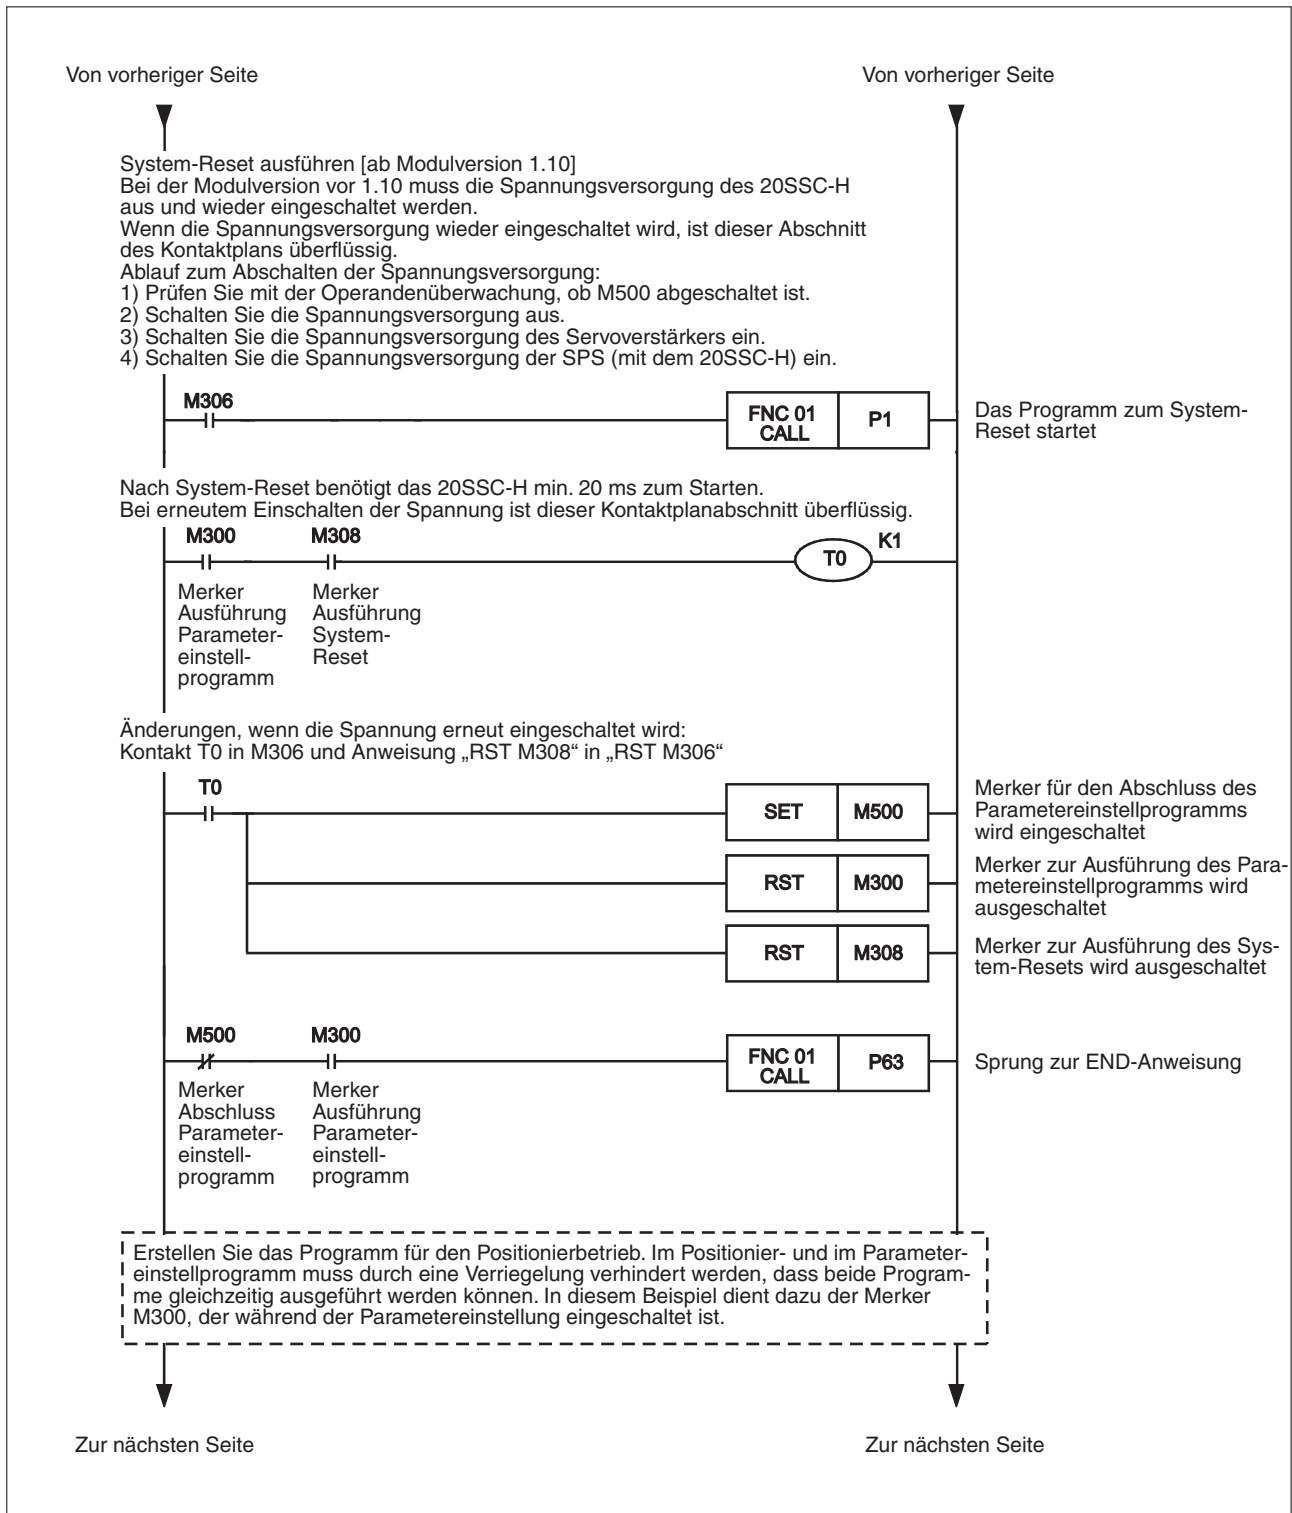 Von vorheriger Seite
Von vorheriger Seite
System-Reset ausführen [ab Modulversion 1.10]
Bei der Modulversion vor 1.10 muss die Spannungsversorgung des 20SSC-H
aus und wieder eingeschaltet werden.
Wenn die Spannungsversorgung wieder eingeschaltet wird, ist dieser Abschnitt
des Kontaktplans überflüssig.
Ablauf zum Abschalten der Spannungsversorgung:
1) Prüfen Sie mit der Operandenüberwachung, ob M500 abgeschaltet ist.
2) Schalten Sie die Spannungsversorgung aus.
3) Schalten Sie die Spannungsversorgung des Servoverstärkers ein.
4) Schalten Sie die Spannungsversorgung der SPS (mit dem 20SSC-H) ein.
M306
FNC 01
CALL
P1
Das Programm zum System-
Reset startet
Nach System-Reset benötigt das 20SSC-H min. 20 ms zum Starten.
Bei erneutem Einschalten der Spannung ist dieser Kontaktplanabschnitt überflüssig.
M300
M308
T0
K1
Merker
Ausführung
Parameter-
einstell-
programm
Merker
Ausführung
System-
Reset
Änderungen, wenn die Spannung erneut eingeschaltet wird:
Kontakt T0 in M306 und Anweisung „RST M308“ in „RST M306“
T0
SET
M500
Merker für den Abschluss des
Parametereinstellprogramms
wird eingeschaltet
RST
M300
Merker zur Ausführung des Para-
metereinstellprogramms wird
ausgeschaltet
RST
M308
Merker zur Ausführung des Sys-
tem-Resets wird ausgeschaltet
M500
M300
FNC 01
CALL
P63
Sprung zur END-Anweisung
Merker
Abschluss
Parameter-
einstell-
programm
Merker
Ausführung
Parameter-
einstell-
programm
Erstellen Sie das Programm für den Positionierbetrieb. Im Positionier- und im Parameter-
einstellprogramm muss durch eine Verriegelung verhindert werden, dass beide Program-
me gleichzeitig ausgeführt werden können. In diesem Beispiel dient dazu der Merker
M300, der während der Parametereinstellung eingeschaltet ist.
Zur nächsten Seite
Zur nächsten Seite